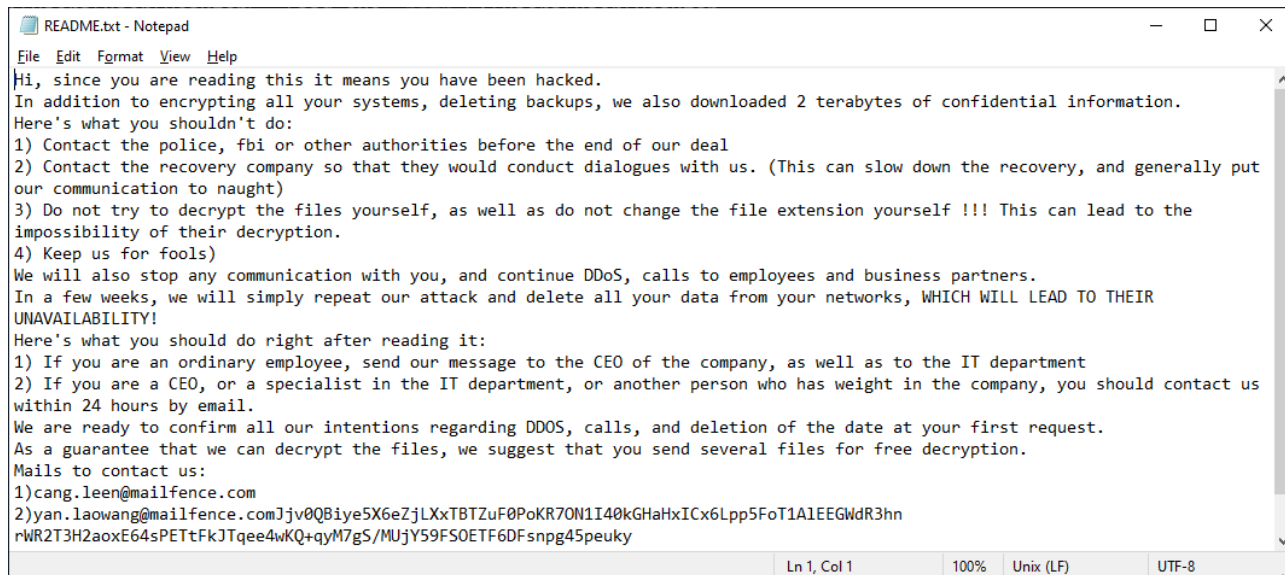 README.txt - Notepad
File Edit Format View Help
Hi, since you are reading this it means you have been hacked.
In addition to encrypting all your systems, deleting backups, we also downloaded 2 terabytes of confidential information.
Here's what you shouldn't do:
1) Contact the police, fbi or other authorities before the end of our deal
2) Contact the recovery company so that they would conduct dialogues with us. (This can slow down the recovery, and generally put
our communication to naught)
3) Do not try to decrypt the files yourself, as well as do not change the file extension yourself !!! This can lead to the
impossibility of their decryption.
4) Keep us for fools)
We will also stop any communication with you, and continue DDoS, calls to employees and business partners.
In a few weeks, we will simply repeat our attack and delete all your data from your networks, WHICH WILL LEAD TO THEIR
UNAVAILABILITY!
Here's what you should do right after reading it:
1) If you are an ordinary employee, send our message to the CEO of the company, as well as to the IT department
2) If you are a CEO, or a specialist in the IT department, or another person who has weight in the company, you should contact us
within 24 hours by email.
We are ready to confirm all our intentions regarding DDOS, calls, and deletion of the date at your first request.
As a guarantee that we can decrypt the files, we suggest that you send several files for free decryption.
Mails to contact us:
1)cang.leen@mailfence.com
2)yan.laowang@mailfence.comJjv0QBiye5X6eZjLXxTBTZuF0PoKR7ON1I40kGHaHxICx6Lpp5FoT1AlEEGWdR3hn
rWR2T3H2aoxE64sPETtFkJTqee4wKQ+qyM7gS/MUjY59FSOETF6DFsnpg45peuky
Ln 1, Col 1 100% Unix (LF) UTF-8